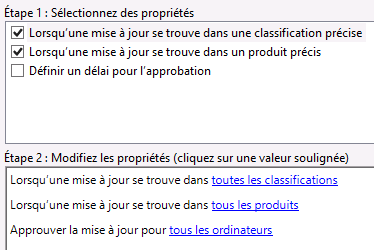 Étape 1 : Sélectionnez des propriétés
Lorsqu'une mise à jour se trouve dans une classification précise
Lorsqu'une mise à jour se trouve dans un produit précis
Définir un délai pour l'approbation
Étape 2 : Modifiez les propriétés (cliquez sur une valeur soulignée)
Lorsqu'une mise à jour se trouve dans toutes les classifications
Lorsqu'une mise à jour se trouve dans tous les produits
Approuver la mise à jour pour tous les ordinateurs